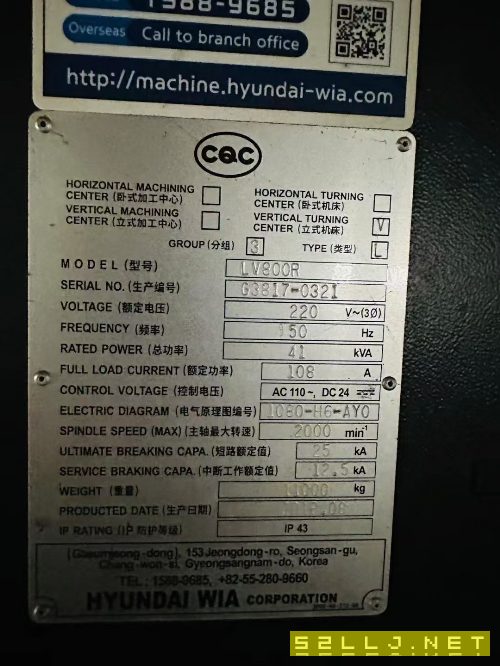 1588-9685
Overseas Call to branch office
http://machine.hyundai-wia.com
CQC
HORIZONTAL MACHINING CENTER (卧式加工中心)
HORIZONTAL TURNING CENTER (卧式机床)
VERTICAL MACHINING CENTER (立式加工中心)
VERTICAL TURNING CENTER (立式机床) V
GROUP (分组) 3 TYPE (类型) L
MODEL (型号) LV800R
SERIAL NO. (生产编号) G3817-0321
VOLTAGE (额定电压) 220 V~(3Ø)
FREQUENCY (频率) 50 Hz
RATED POWER (总功率) 41 kVA
FULL LOAD CURRENT (额定功率) 108 A
CONTROL VOLTAGE (控制电压) AC 110 ~, DC 24
ELECTRIC DIAGRAM (电气原理图编号) 1080-H6-AY0
SPINDLE SPEED (MAX) (主轴最大转速) 2000 min⁻¹
ULTIMATE BREAKING CAPA. (短路额定值) 25 kA
SERVICE BRAKING CAPA. (中断工作额定值) 12.5 kA
WEIGHT (重量) 11000 kg
PRODUCTED DATE (生产日期)
IP RATING (IP 防护等级) IP 43
(Gaeumjeong-dong), 153Jeongdong-ro, Seongsan-gu,
Chang-won-si, Gyeongsangnam-do, Korea
TEL : 1588-9685, +82-55-280-9660
HYUNDAI WIA CORPORATION
52LLJ.NET